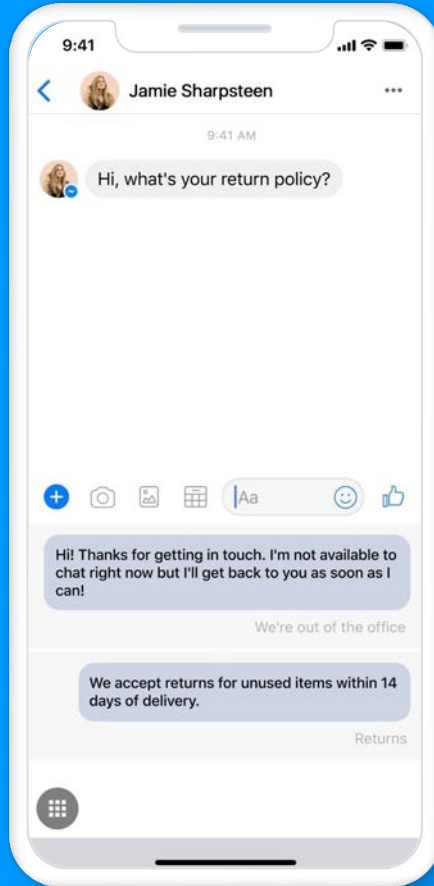 9:41
Jamie Sharpsteen
9:41 AM
Hi, what's your return policy?
Aa
Hi! Thanks for getting in touch. I'm not available to
chat right now but I'll get back to you as soon as I
can!
We're out of the office
We accept returns for unused items within 14
days of delivery.
Returns